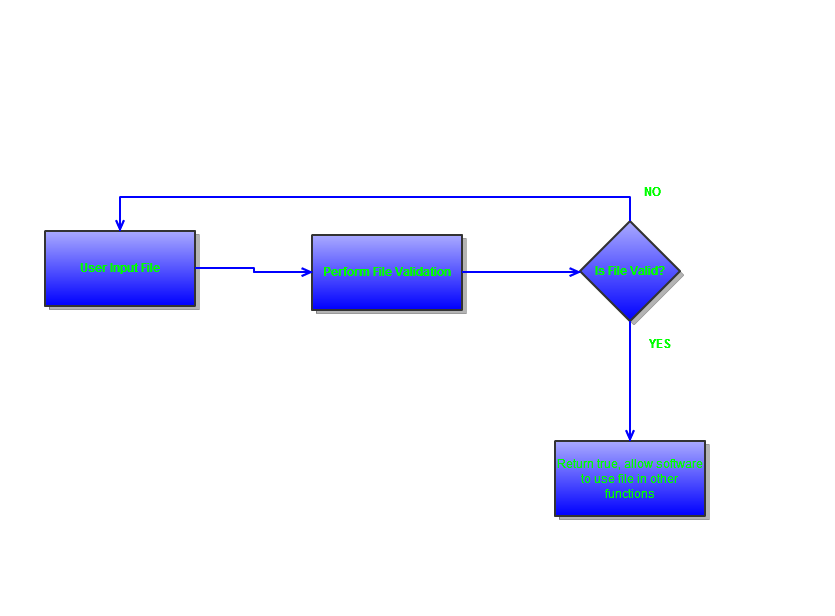 NO
User Input File
Perform File Validation
Is File Valid?
YES
Return true, allow software
to use file in other
functions